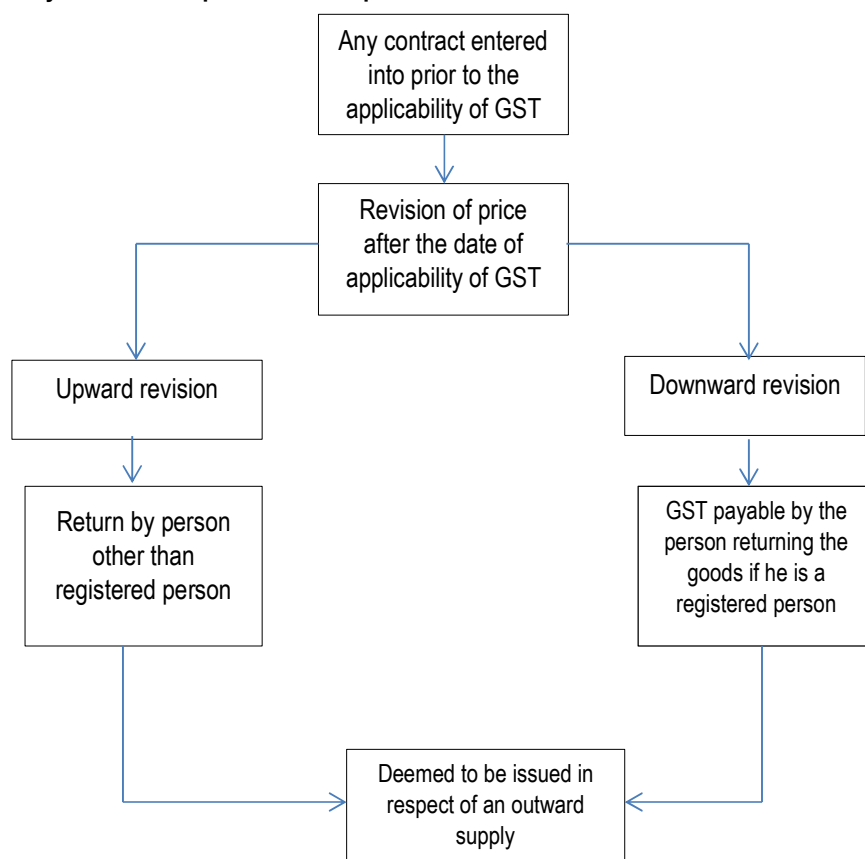 Any contract entered
into prior to the
applicability of GST
Revision of price
after the date of
applicability of GST
Upward revision
Downward revision
Return by person
other than
registered person
GST payable by the
person returning the
goods if he is a
registered person
Deemed to be issued in
respect of an outward
supply